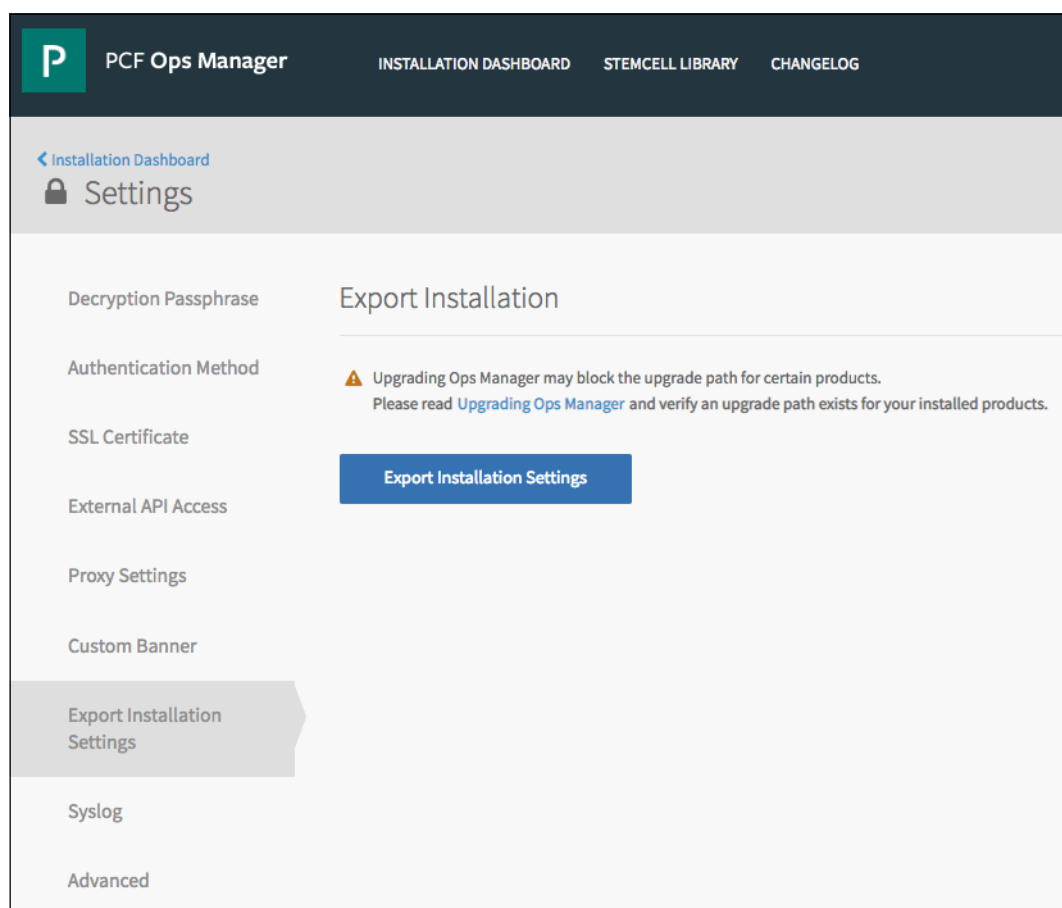 P
PCF Ops Manager
INSTALLATION DASHBOARD
STEMCELL LIBRARY
CHANGELOG
Installation Dashboard
Settings
Decryption Passphrase
Authentication Method
SSL Certificate
External API Access
Proxy Settings
Custom Banner
Export Installation
Settings
Syslog
Advanced
Export Installation
Upgrading Ops Manager may block the upgrade path for certain products.
Please read Upgrading Ops Manager and verify an upgrade path exists for your installed products.
Export Installation Settings